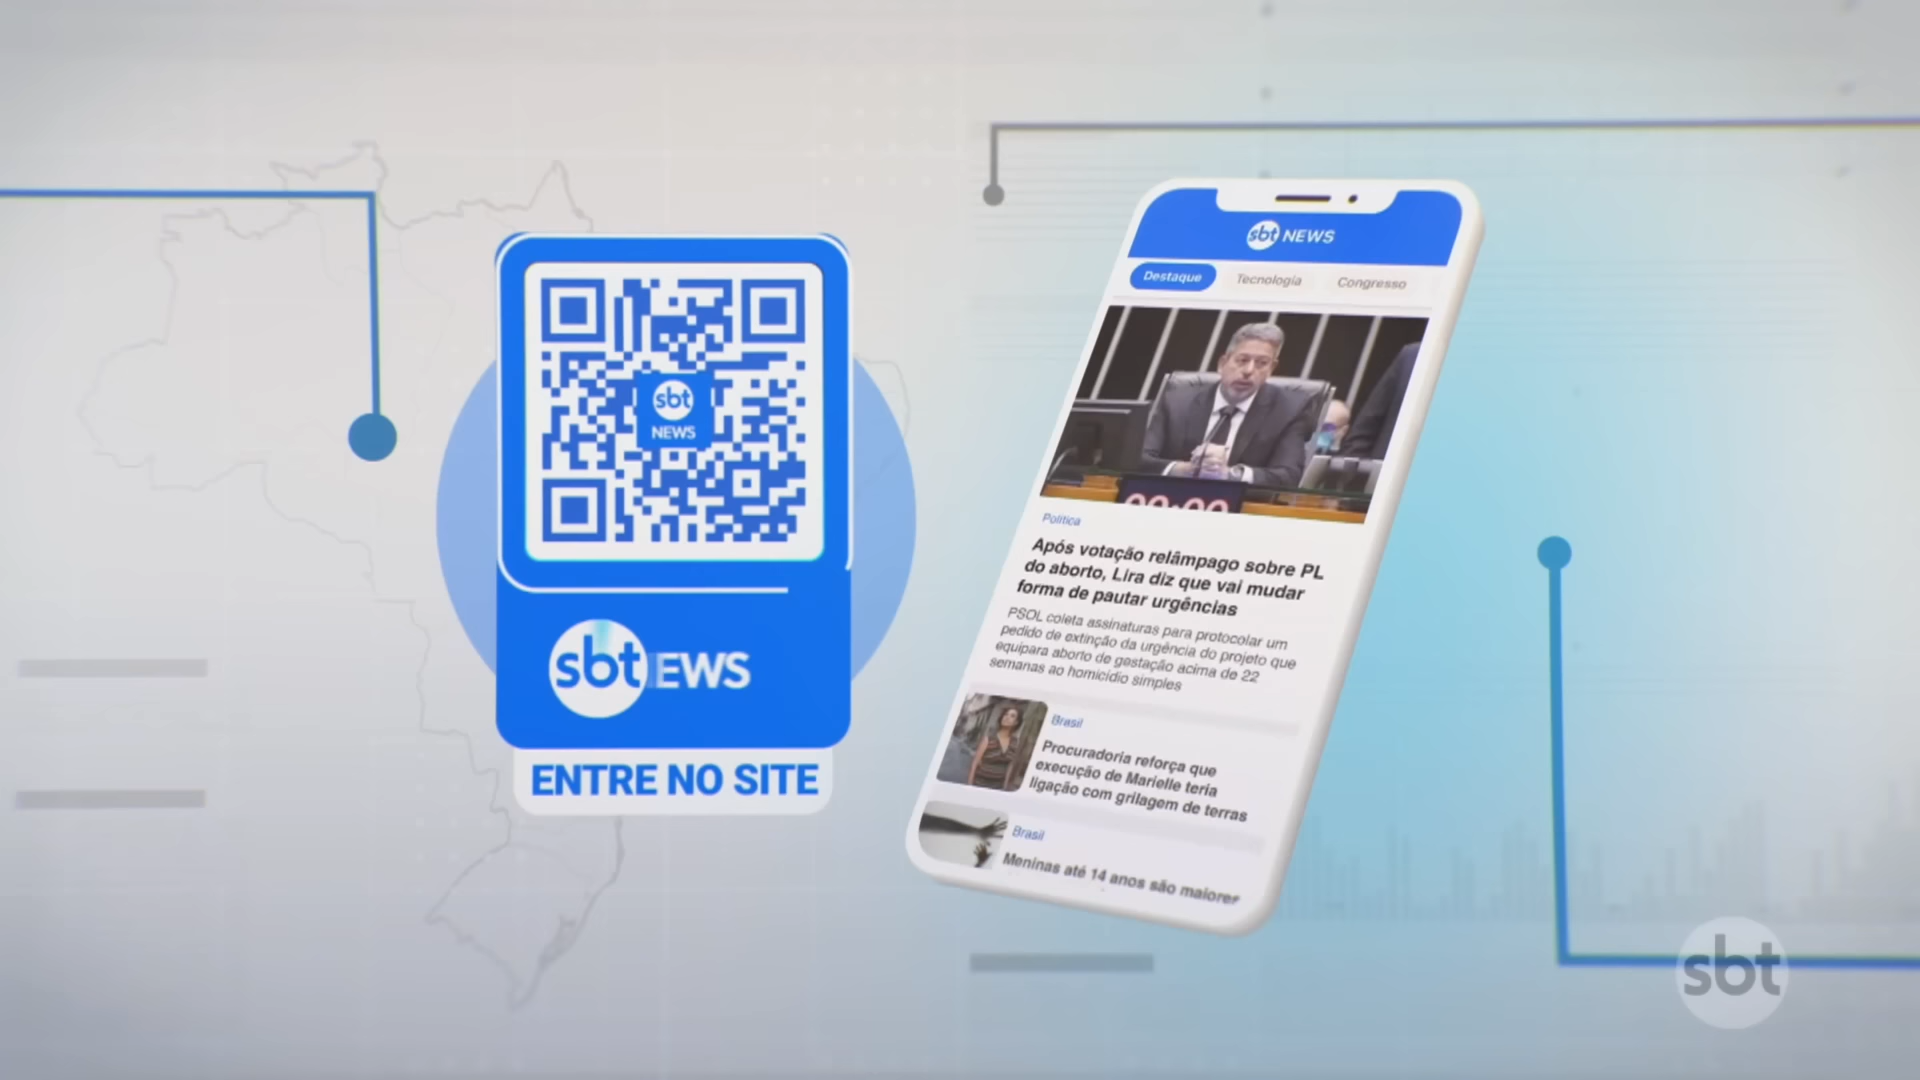 sbt
NEWS
sbt EWS
ENTRE NO SITE
sbt NEWS
Destaque
Tecnologia
Congresso
00:00
Política
Após votação relâmpago sobre PL
do aborto, Lira diz que vai mudar
forma de pautar urgências
PSOL coleta assinaturas para protocolar um
pedido de extinção da urgência do projeto que
equipara aborto de gestação acima de 22
semanas ao homicídio simples
Brasil
Procuradoria reforça que
execução de Marielle teria
ligação com grilagem de terras
Brasil
Meninas até 14 anos são maiores
sbt